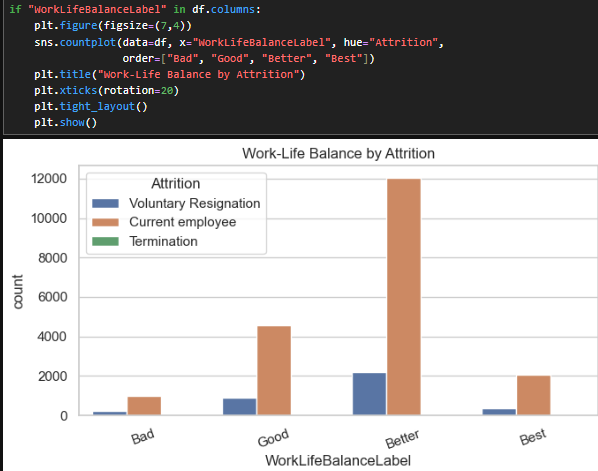 if "WorkLifeBalanceLabel" in df.columns:
    plt.figure(figsize=(7,4))
    sns.countplot(data=df, x="WorkLifeBalanceLabel", hue="Attrition",
                  order=["Bad", "Good", "Better", "Best"])
    plt.title("Work-Life Balance by Attrition")
    plt.xticks(rotation=20)
    plt.tight_layout()
    plt.show()
Work-Life Balance by Attrition
Attrition
Voluntary Resignation
Current employee
Termination
12000
10000
8000
6000
4000
2000
0
count
Bad
Good
Better
Best
WorkLifeBalanceLabel